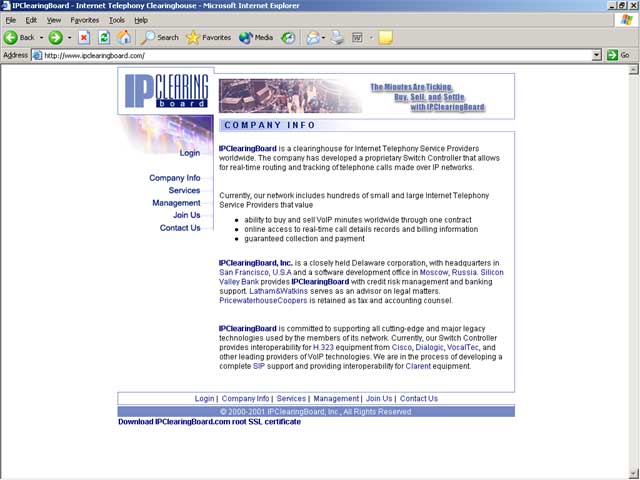 IPClearingBoard - Internet Telephony Clearinghouse - Microsoft Internet Explorer
File Edit View Favorites Tools Help
Back Search Favorites Media
Address http://www.ipclearingboard.com/ Go
IP CLEARING
board
The Minutes Are Ticking.
Buy, Sell, and Settle
with IPClearingBoard
COMPANY INFO
Login
Company Info
Services
Management
Join Us
Contact Us
IPClearingBoard is a clearinghouse for Internet Telephony Service Providers
worldwide. The company has developed a proprietary Switch Controller that allows
for real-time routing and tracking of telephone calls made over IP networks.
Currently, our network includes hundreds of small and large Internet Telephony
Service Providers that value
• ability to buy and sell VoIP minutes worldwide through one contract
• online access to real-time call details records and billing information
• guaranteed collection and payment
IPClearingBoard, Inc. is a closely held Delaware corporation, with headquarters in
San Francisco, U.S.A and a software development office in Moscow, Russia. Silicon
Valley Bank provides IPClearingBoard with credit risk management and banking
support. Latham&Watkins serves as an advisor on legal matters.
PricewaterhouseCoopers is retained as tax and accounting counsel.
IPClearingBoard is committed to supporting all cutting-edge and major legacy
technologies used by the members of its network. Currently, our Switch Controller
provides interoperability for H.323 equipment from Cisco, Dialogic, VocalTec, and
other leading providers of VoIP technologies. We are in the process of developing a
complete SIP support and providing interoperability for Clarent equipment.
Login | Company Info | Services | Management | Join Us | Contact Us
© 2000-2001 IPClearingBoard, Inc., All Rights Reserved
Download IPClearingBoard.com root SSL certificate